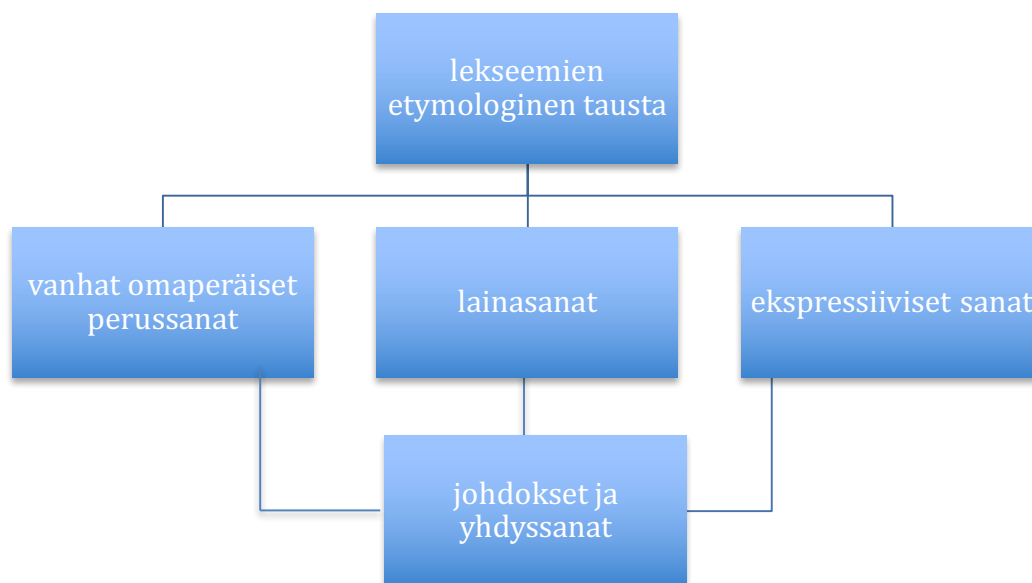 lekseemien
etymologinen tausta
vanhat omaperäiset
perussanat
lainasanat
ekspressiiviset sanat
johdokset ja
yhdyssanat